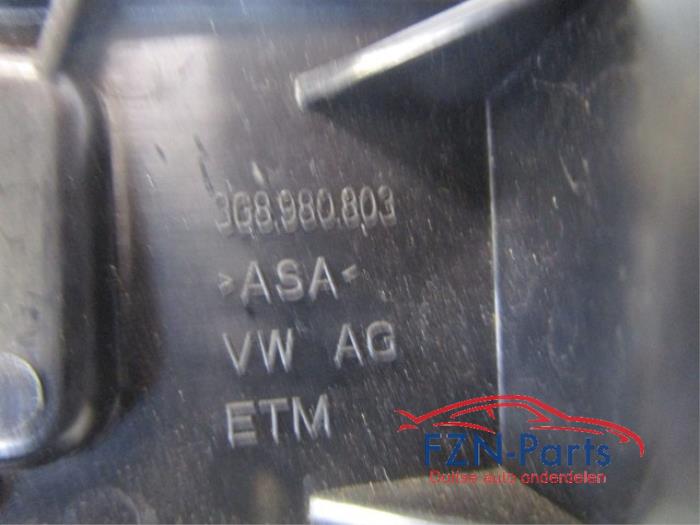 3G8.980.803
>ASA<
VW AG
ETM
FZN-Parts
Duitse auto onderdelen